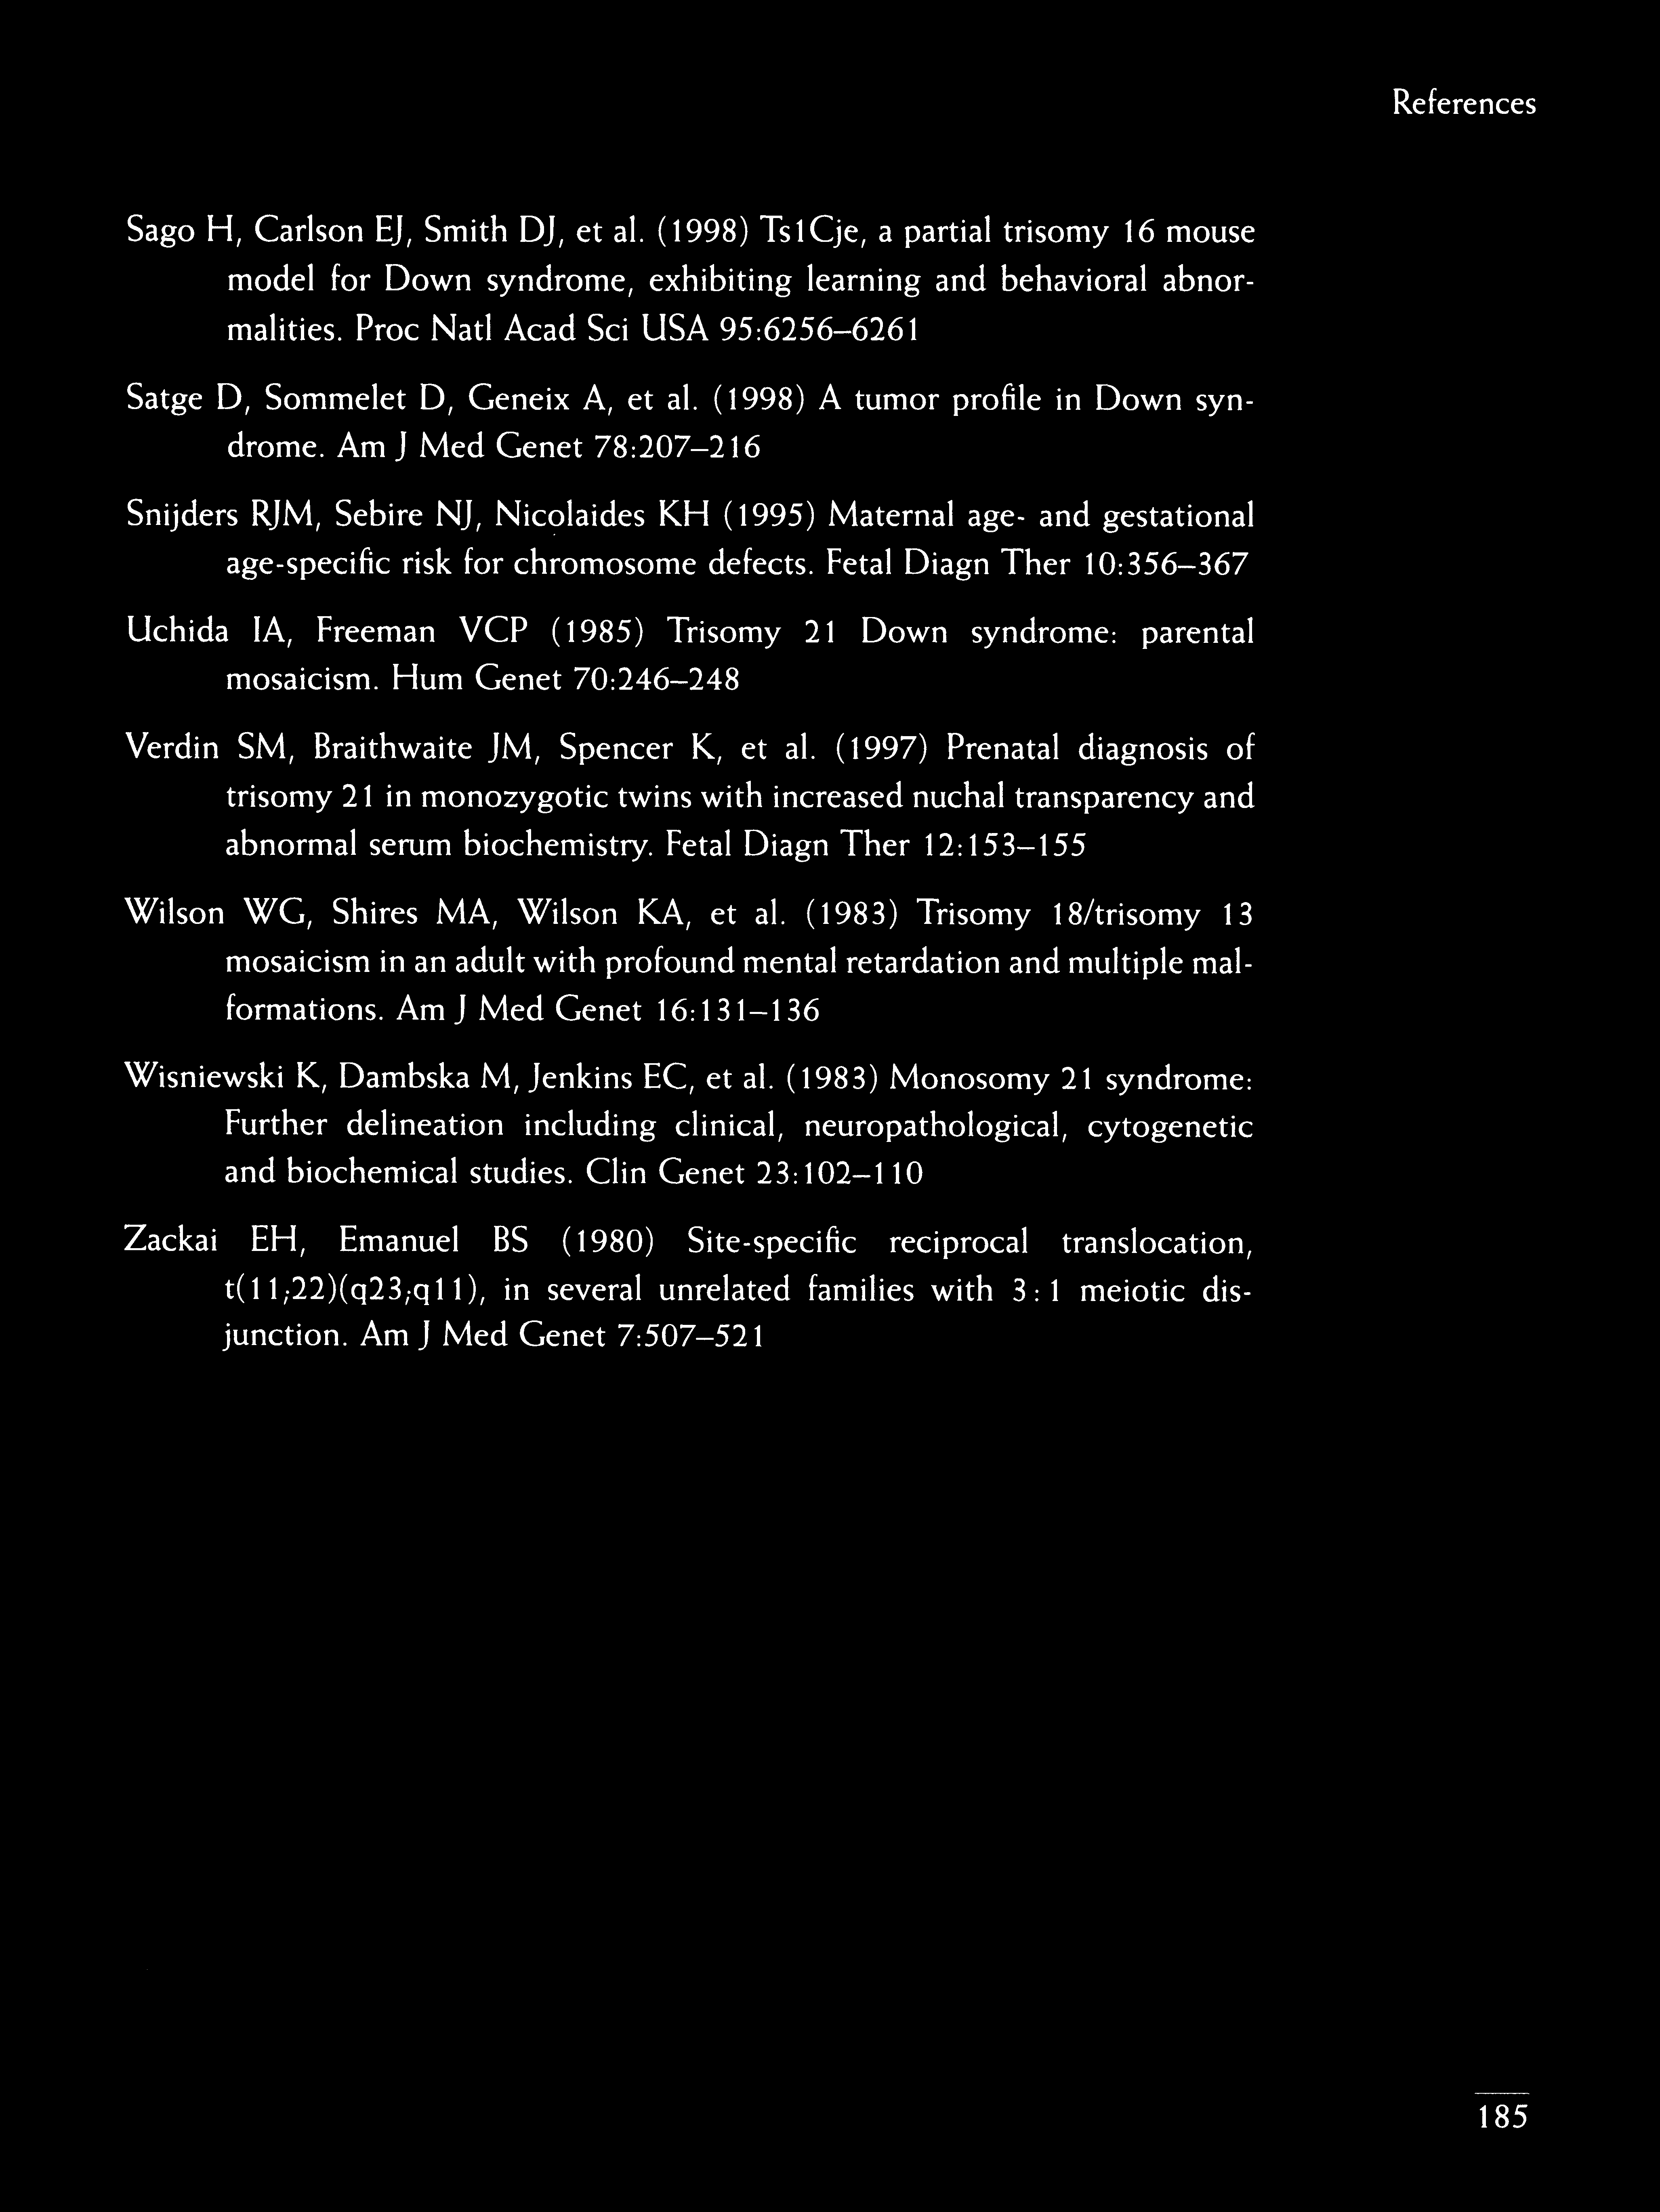 References
Sago H, Carlson EJ, Smith DJ, et al. (1998) Ts1Cje, a partial trisomy 16 mouse
model for Down syndrome, exhibiting learning and behavioral abnor-
malities. Proc Natl Acad Sci USA 95:6256–6261
Satge D, Sommelet D, Geneix A, et al. (1998) A tumor profile in Down syn-
drome. Am J Med Genet 78:207–216
Snijders RJM, Sebire NJ, Nicolaides KH (1995) Maternal age- and gestational
age-specific risk for chromosome defects. Fetal Diagn Ther 10:356–367
Uchida IA, Freeman VCP (1985) Trisomy 21 Down syndrome: parental
mosaicism. Hum Genet 70:246–248
Verdin SM, Braithwaite JM, Spencer K, et al. (1997) Prenatal diagnosis of
trisomy 21 in monozygotic twins with increased nuchal transparency and
abnormal serum biochemistry. Fetal Diagn Ther 12:153–155
Wilson WG, Shires MA, Wilson KA, et al. (1983) Trisomy 18/trisomy 13
mosaicism in an adult with profound mental retardation and multiple mal-
formations. Am J Med Genet 16:131–136
Wisniewski K, Dambska M, Jenkins EC, et al. (1983) Monosomy 21 syndrome:
Further delineation including clinical, neuropathological, cytogenetic
and biochemical studies. Clin Genet 23:102–110
Zackai EH, Emanuel BS (1980) Site-specific reciprocal translocation,
t(11;22)(q23;q11), in several unrelated families with 3:1 meiotic dis-
junction. Am J Med Genet 7:507–521
185